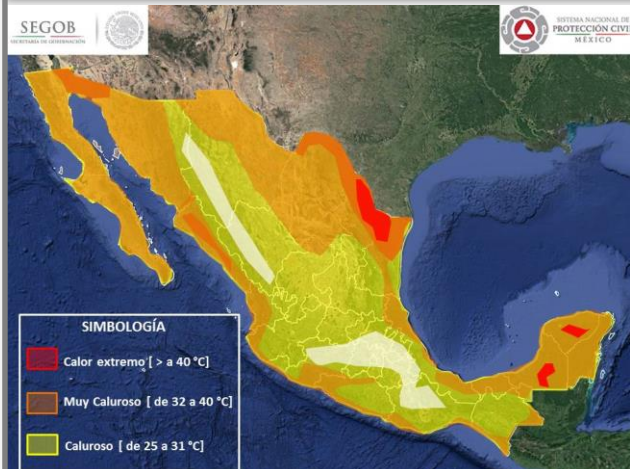 SEGOB
SECRETARÍA DE GOBERNACIÓN
SISTEMA NACIONAL DE
PROTECCIÓN CIVIL
MÉXICO
SIMBOLOGÍA
Calor extremo [ > a 40 °C]
Muy Caluroso [ de 32 a 40 °C]
Caluroso [ de 25 a 31 °C]